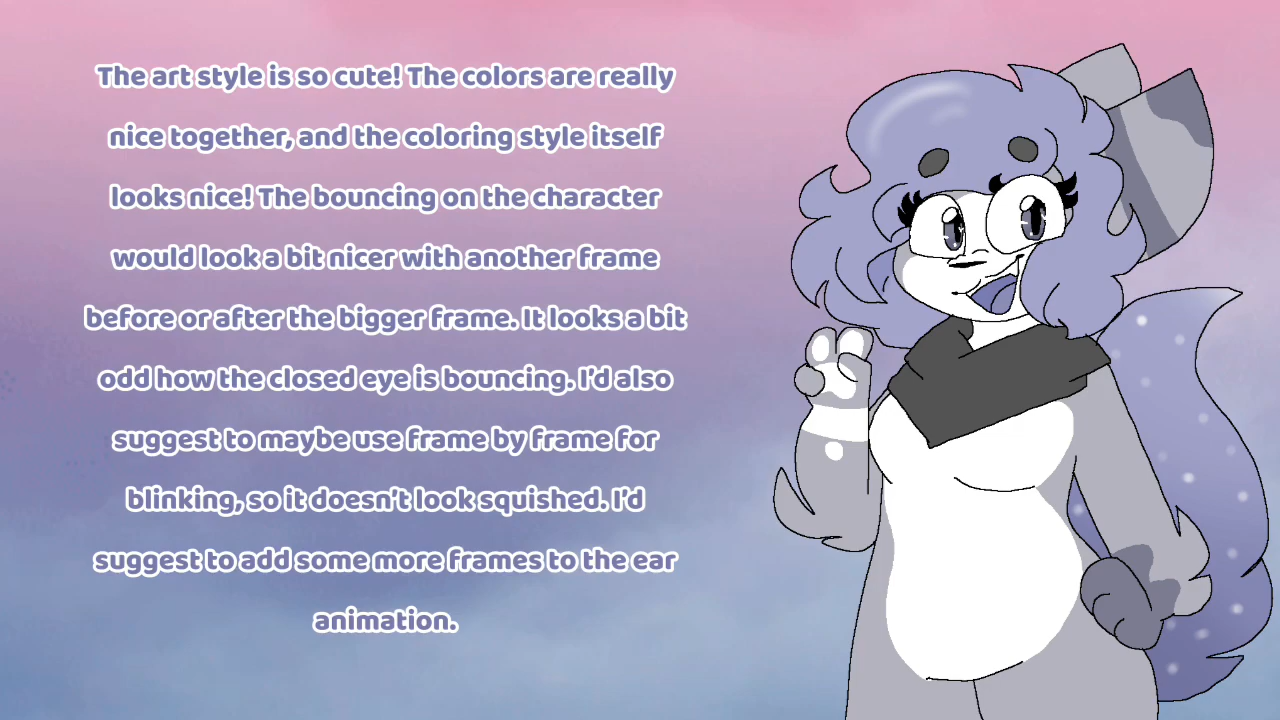 The art style is so cute! The colors are really
nice together, and the coloring style itself
looks nice! The bouncing on the character
would look a bit nicer with another frame
before or after the bigger frame. It looks a bit
odd how the closed eye is bouncing. I'd also
suggest to maybe use frame by frame for
blinking, so it doesn't look squished. I'd
suggest to add some more frames to the ear
animation.